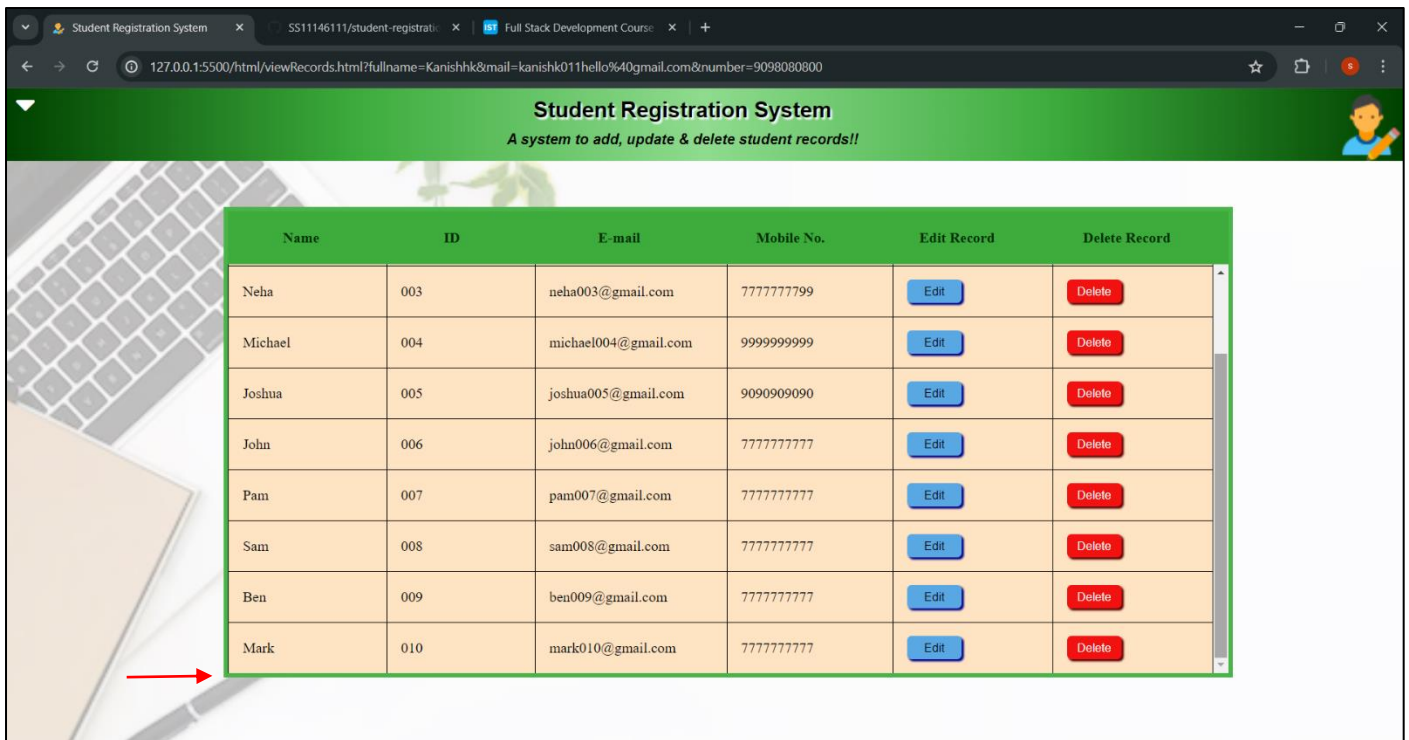 Student Registration System
SS11146111/student-registratio
IST Full Stack Development Course
127.0.0.1:5500/html/viewRecords.html?fullname=Kanishhk&mail=kanishk011hello%40gmail.com&number=9098080800
S
Student Registration System
A system to add, update & delete student records!!
Name ID E-mail Mobile No. Edit Record Delete Record
Neha 003 neha003@gmail.com 7777777799 Edit Delete
Michael 004 michael004@gmail.com 9999999999 Edit Delete
Joshua 005 joshua005@gmail.com 9090909090 Edit Delete
John 006 john006@gmail.com 7777777777 Edit Delete
Pam 007 pam007@gmail.com 7777777777 Edit Delete
Sam 008 sam008@gmail.com 7777777777 Edit Delete
Ben 009 ben009@gmail.com 7777777777 Edit Delete
Mark 010 mark010@gmail.com 7777777777 Edit Delete